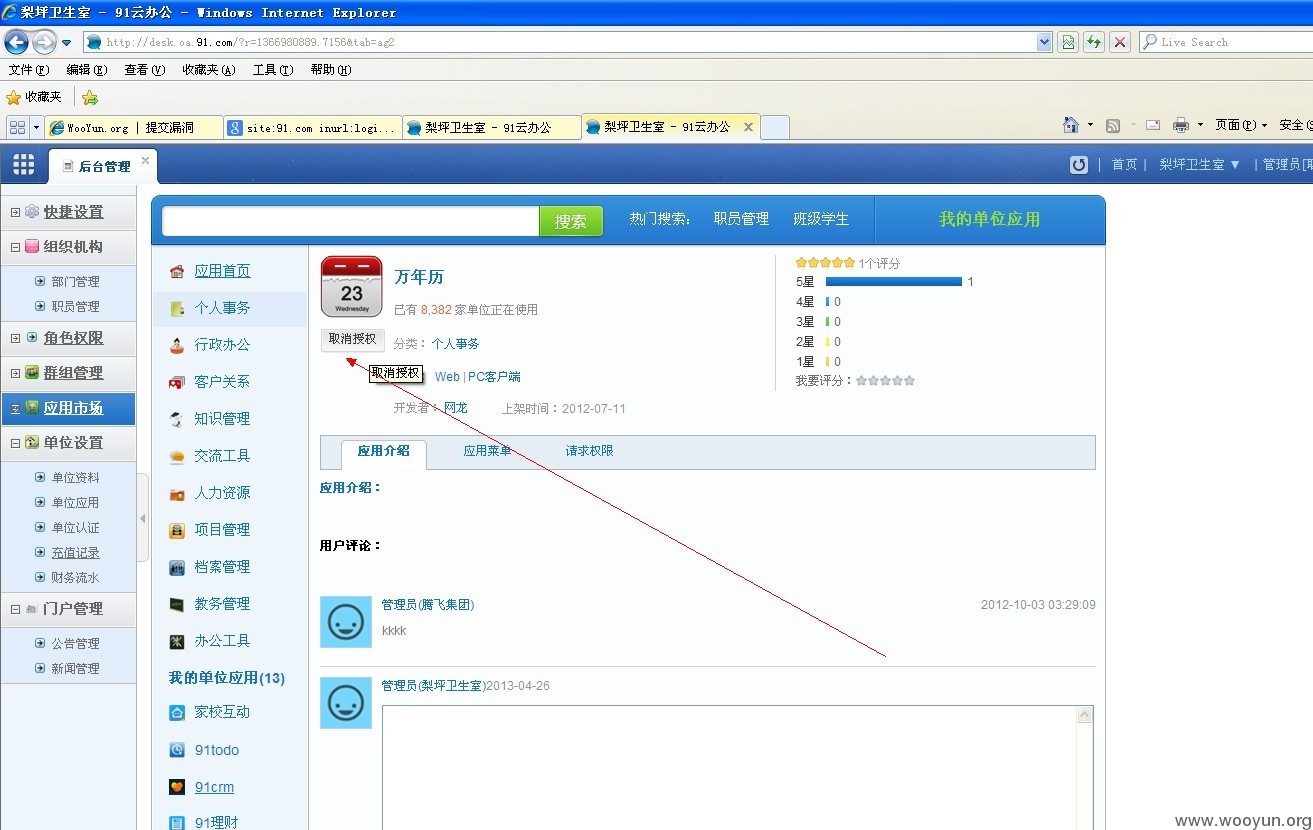 梨坪卫生室 - 91云办公 - Windows Internet Explorer
http://desk.oa.91.com/?r=1366980889.7156&tab=ag2
Live Search
文件(F) 编辑(E) 查看(V) 收藏夹(A) 工具(T) 帮助(H)
收藏夹
WooYun.org | 提交漏洞
site:91.com inurl:logi...
梨坪卫生室 - 91云办公
梨坪卫生室 - 91云办公
页面(P)
安全(S
后台管理
首页 | 梨坪卫生室 ▼ | 管理员[
快捷设置
组织机构
部门管理
职员管理
角色权限
群组管理
应用市场
单位设置
单位资料
单位应用
单位认证
充值记录
财务流水
门户管理
公告管理
新闻管理
搜索
热门搜索: 职员管理 班级学生
我的单位应用
应用首页
个人事务
行政办公
客户关系
知识管理
交流工具
人力资源
项目管理
档案管理
教务管理
办公工具
我的单位应用(13)
家校互动
91todo
91crm
91理财
23
Wednesday
万年历
已有 8,382 家单位正在使用
取消授权
分类: 个人事务
取消授权
Web | PC客户端
开发者: 网龙 上架时间:2012-07-11
1个评分
5星 1
4星 0
3星 0
2星 0
1星 0
我要评分:
应用介绍 应用菜单 请求权限
应用介绍:
用户评论:
管理员(腾飞集团) 2012-10-03 03:29:09
kkkk
管理员(梨坪卫生室)2013-04-26
www.wooyun.org